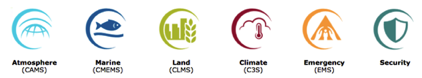 Atmosphere
(CAMS)
Marine
(CMEMS)
Land
(CLMS)
Climate
(C3S)
Emergency
(EMS)
Security